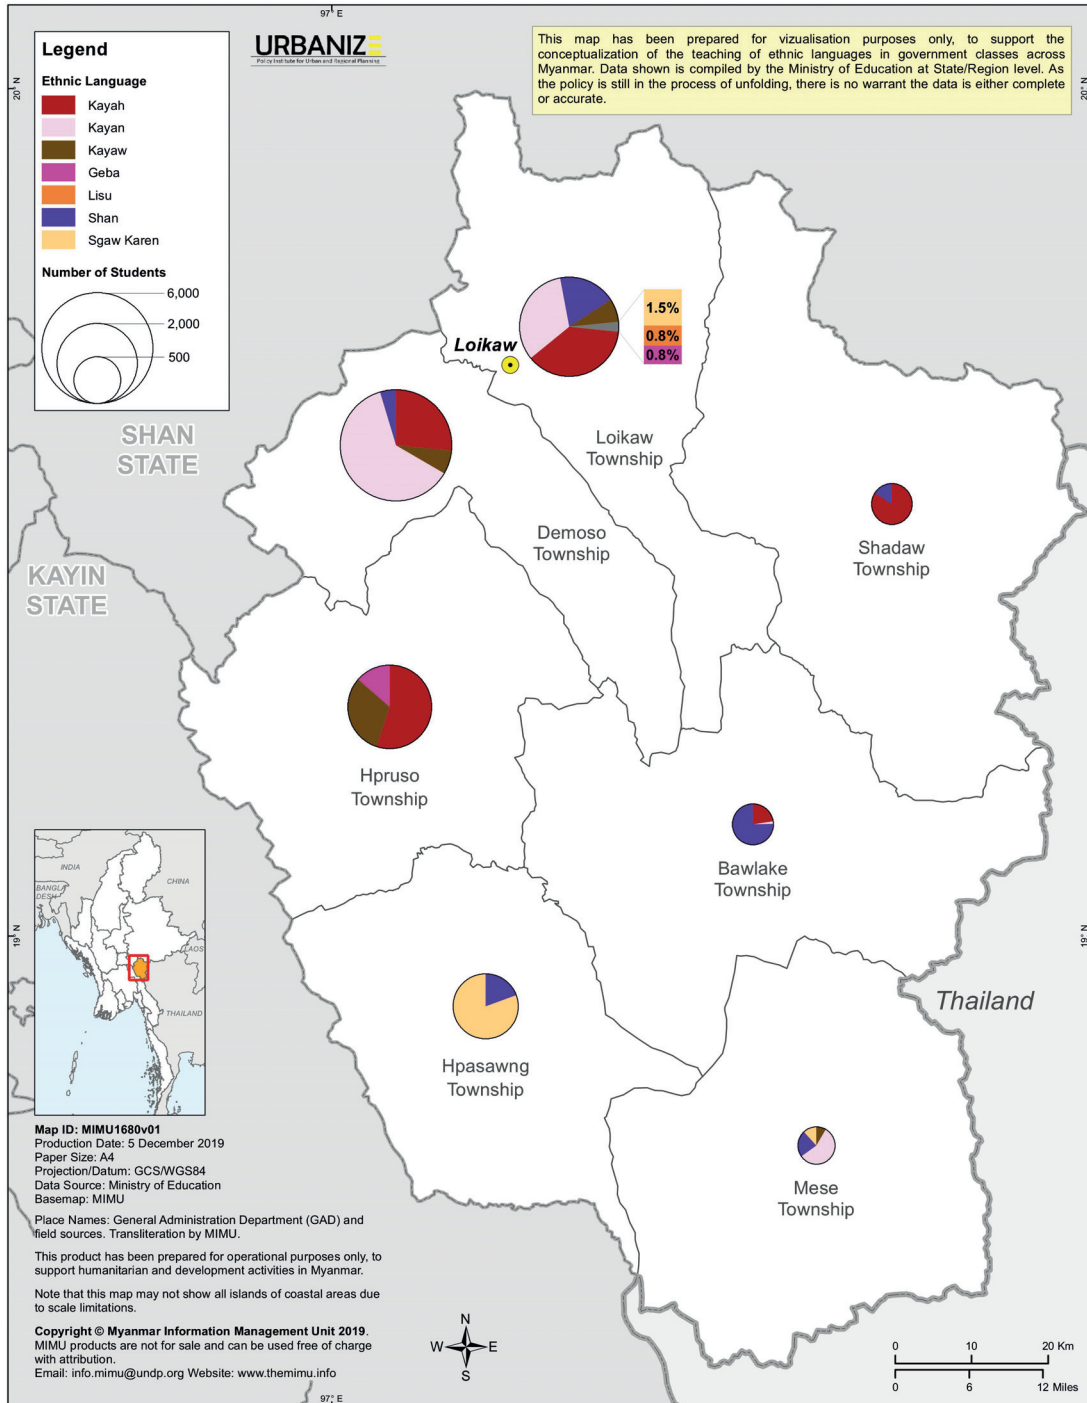 97° E
Legend
Ethnic Language
Kayah
Kayan
Kayaw
Geba
Lisu
Shan
Sgaw Karen
Number of Students
6,000
2,000
500
URBANIZE
Policy Institute for Urban and Regional Planning
This map has been prepared for vizualisation purposes only, to support the
conceptualization of the teaching of ethnic languages in government classes across
Myanmar. Data shown is compiled by the Ministry of Education at State/Region level. As
the policy is still in the process of unfolding, there is no warrant the data is either complete
or accurate.
20° N
20° N
1.5%
0.8%
0.8%
Loikaw
SHAN
STATE
Loikaw
Township
Demoso
Township
Shadaw
Township
KAYIN
STATE
Hpruso
Township
Bawlake
Township
INDIA
CHINA
BANGLA
DESH
LAOS
THAILAND
19° N
19° N
Thailand
Hpasawng
Township
Mese
Township
Map ID: MIMU1680v01
Production Date: 5 December 2019
Paper Size: A4
Projection/Datum: GCS/WGS84
Data Source: Ministry of Education
Basemap: MIMU
Place Names: General Administration Department (GAD) and
field sources. Transliteration by MIMU.
This product has been prepared for operational purposes only, to
support humanitarian and development activities in Myanmar.
Note that this map may not show all islands of coastal areas due
to scale limitations.
Copyright © Myanmar Information Management Unit 2019.
MIMU products are not for sale and can be used free of charge
with attribution.
Email: info.mimu@undp.org Website: www.themimu.info
N
W E
S
0 10 20 Km
0 6 12 Miles
97° E